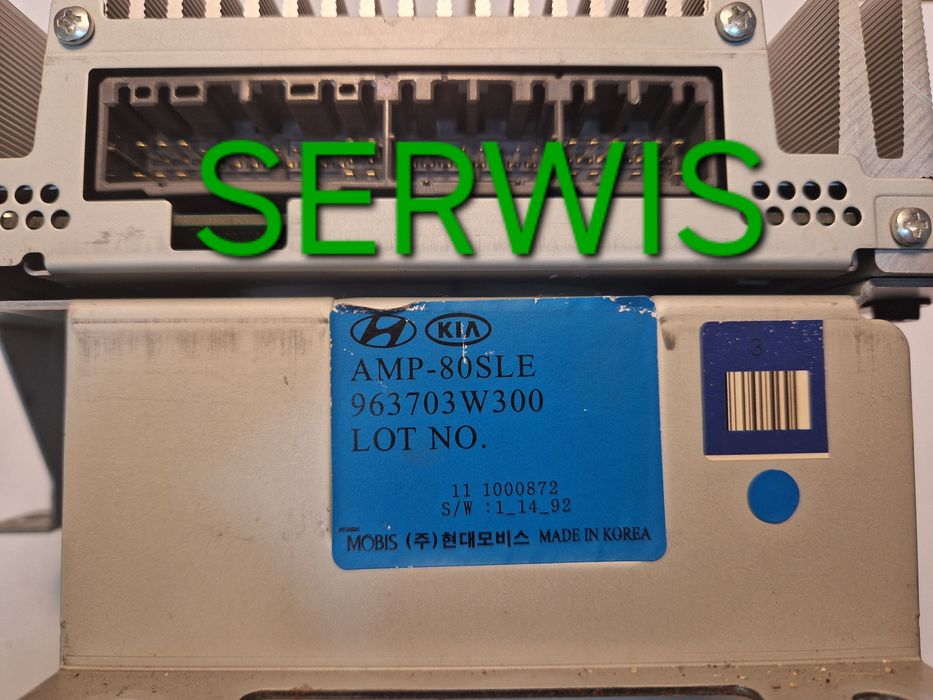 SERWIS
KIA
AMP-80SLE
963703W300
LOT NO.
11 1000872
S/W :1_14_92
HYUNDAI
MOBIS (주)현대모비스 MADE IN KOREA
3